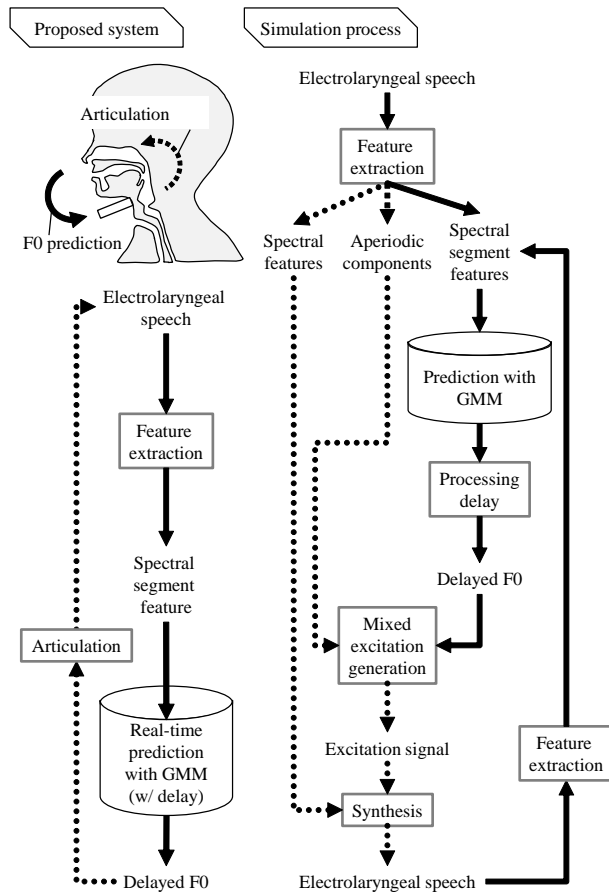 Proposed system
Articulation
F0 prediction
Electrolaryngeal
speech
Feature
extraction
Spectral
segment
feature
Articulation
Real-time
prediction
with GMM
(w/ delay)
Delayed F0
Simulation process
Electrolaryngeal speech
Feature
extraction
Spectral
features
Aperiodic
components
Spectral
segment
features
Prediction with
GMM
Processing
delay
Delayed F0
Mixed
excitation
generation
Excitation signal
Feature
extraction
Synthesis
Electrolaryngeal speech